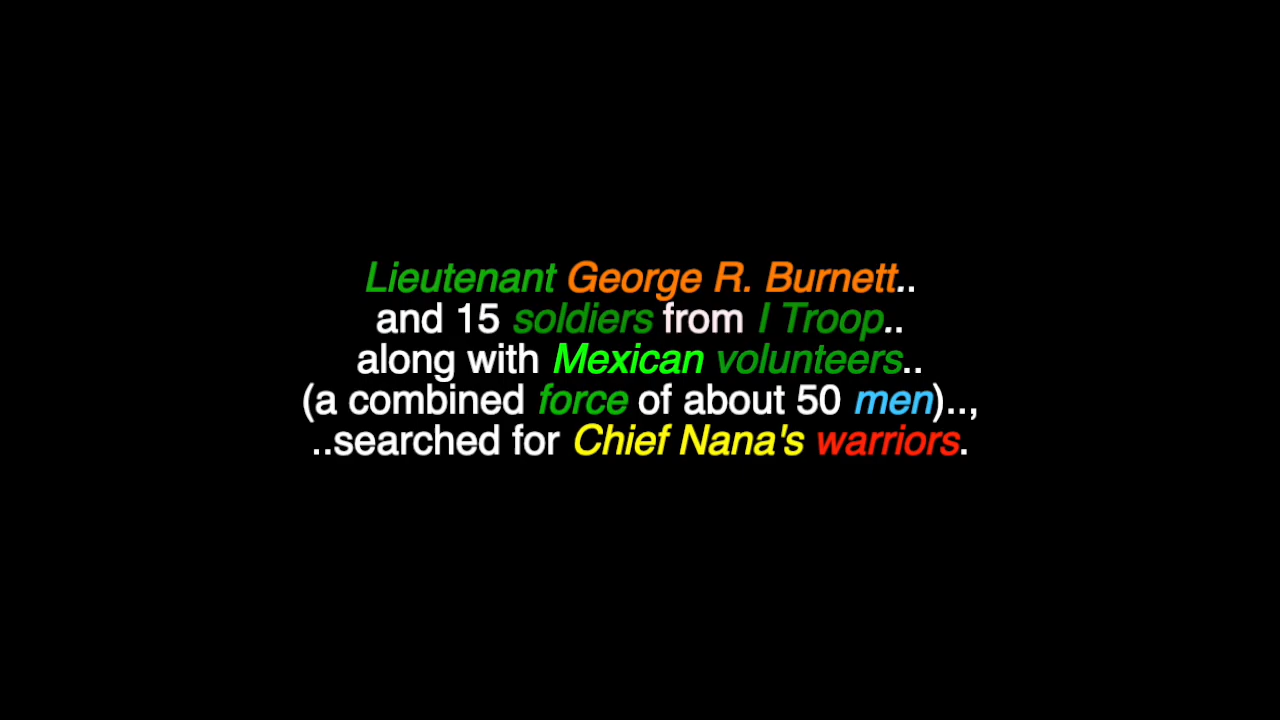 Lieutenant George R. Burnett..
and 15 soldiers from I Troop..
along with Mexican volunteers..
(a combined force of about 50 men)..,
..searched for Chief Nana's warriors.